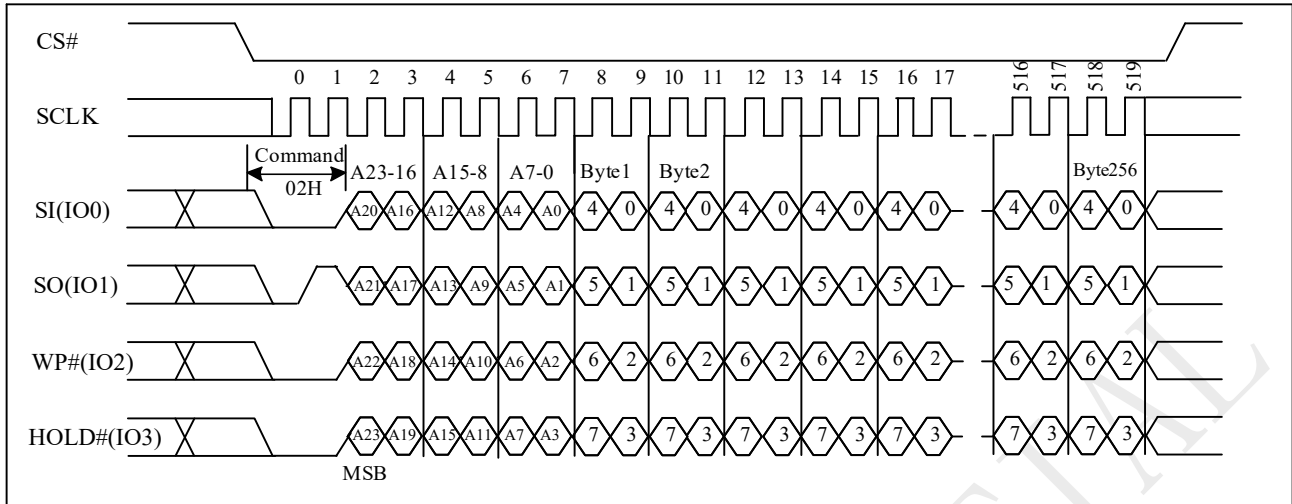 CS#
0 1 2 3 4 5 6 7 8 9 10 11 12 13 14 15 16 17 516 517 518 519
SCLK
Command
02H
A23-16 A15-8 A7-0 Byte1 Byte2 Byte256
SI(IO0) A20 A16 A12 A8 A4 A0 4 0 4 0 4 0 4 0 4 0 4 0 4 0
SO(IO1) A21 A17 A13 A9 A5 A1 5 1 5 1 5 1 5 1 5 1 5 1 5 1
WP#(IO2) A22 A18 A14 A10 A6 A2 6 2 6 2 6 2 6 2 6 2 6 2 6 2
HOLD#(IO3) A23 A19 A15 A11 A7 A3 7 3 7 3 7 3 7 3 7 3 7 3 7 3
MSB